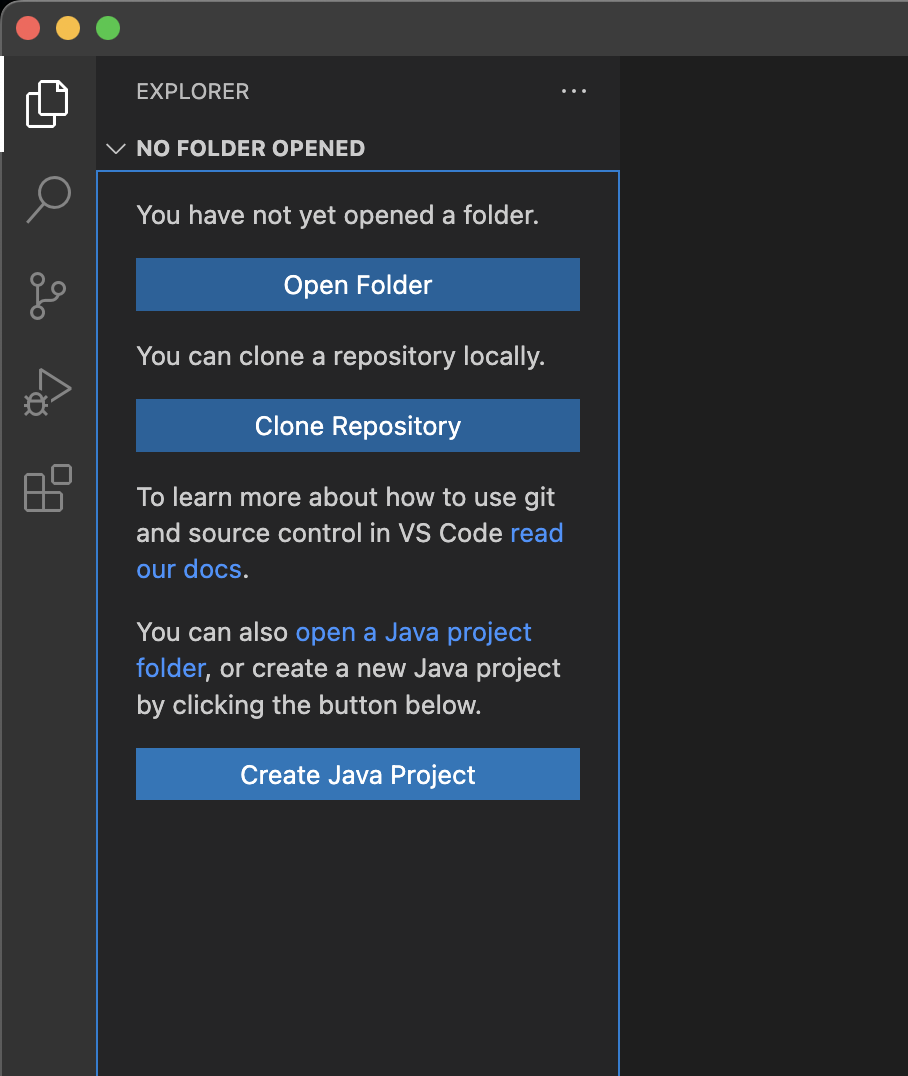 EXPLORER
NO FOLDER OPENED
You have not yet opened a folder.
Open Folder
You can clone a repository locally.
Clone Repository
To learn more about how to use git
and source control in VS Code read
our docs.
You can also open a Java project
folder, or create a new Java project
by clicking the button below.
Create Java Project